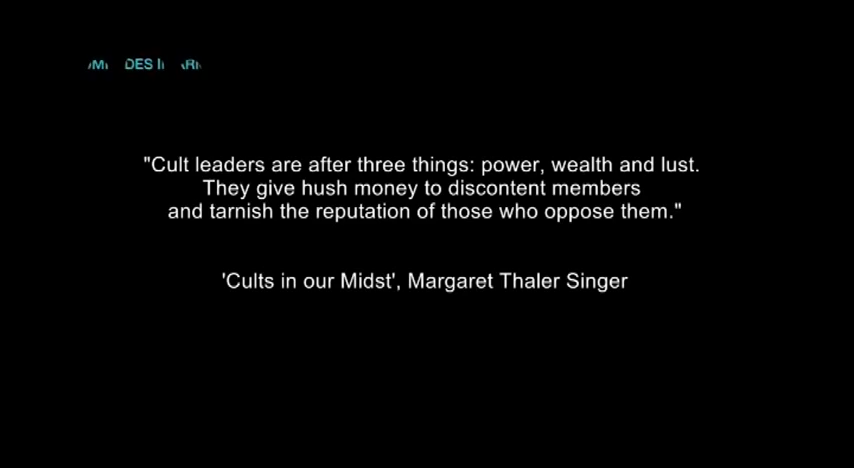 "Cult leaders are after three things: power, wealth and lust.
They give hush money to discontent members
and tarnish the reputation of those who oppose them."
'Cults in our Midst', Margaret Thaler Singer